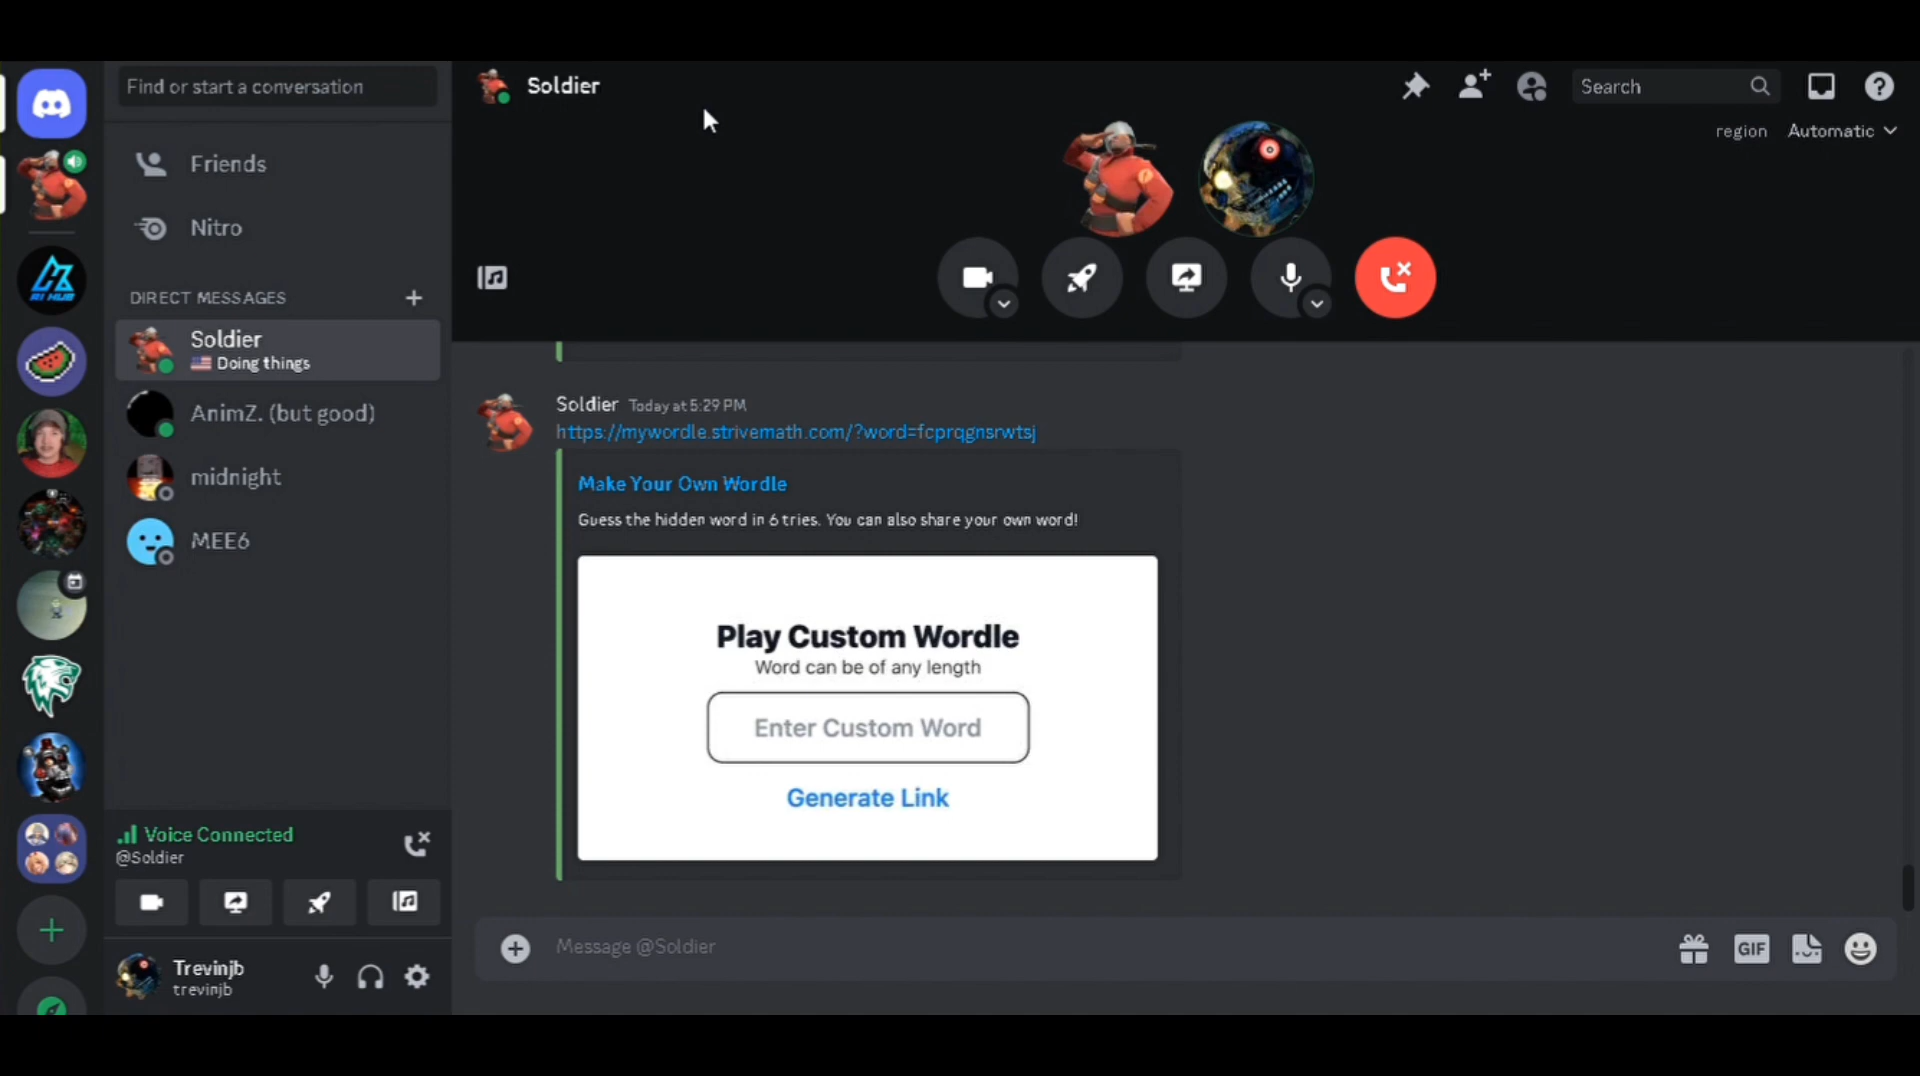 Find or start a conversation
Soldier
Search
region Automatic
Friends
Nitro
DIRECT MESSAGES
Soldier
Doing things
AnimZ. (but good)
midnight
MEE6
AI HUB
Soldier Today at 5:29 PM
https://mywordle.strivemath.com/?word=fcprqgnsrwtsj
Make Your Own Wordle
Guess the hidden word in 6 tries. You can also share your own word!
Play Custom Wordle
Word can be of any length
Enter Custom Word
Generate Link
Voice Connected
@Soldier
Trevinjb
trevinjb
Message @Soldier
GIF